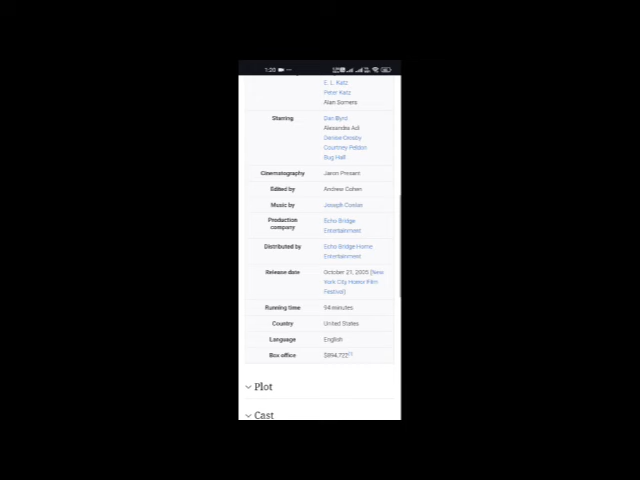 1:20
E. L. Katz
Peter Katz
Alan Somers
Starring
Dan Byrd
Alexandra Adi
Denise Crosby
Courtney Peldon
Bug Hall
Cinematography
Jaron Presant
Edited by
Andrew Cohen
Music by
Joseph Conlan
Production company
Echo Bridge Entertainment
Distributed by
Echo Bridge Home Entertainment
Release date
October 21, 2005 (New
York City Horror Film
Festival)
Running time
94 minutes
Country
United States
Language
English
Box office
$894,722[1]
Plot
Cast